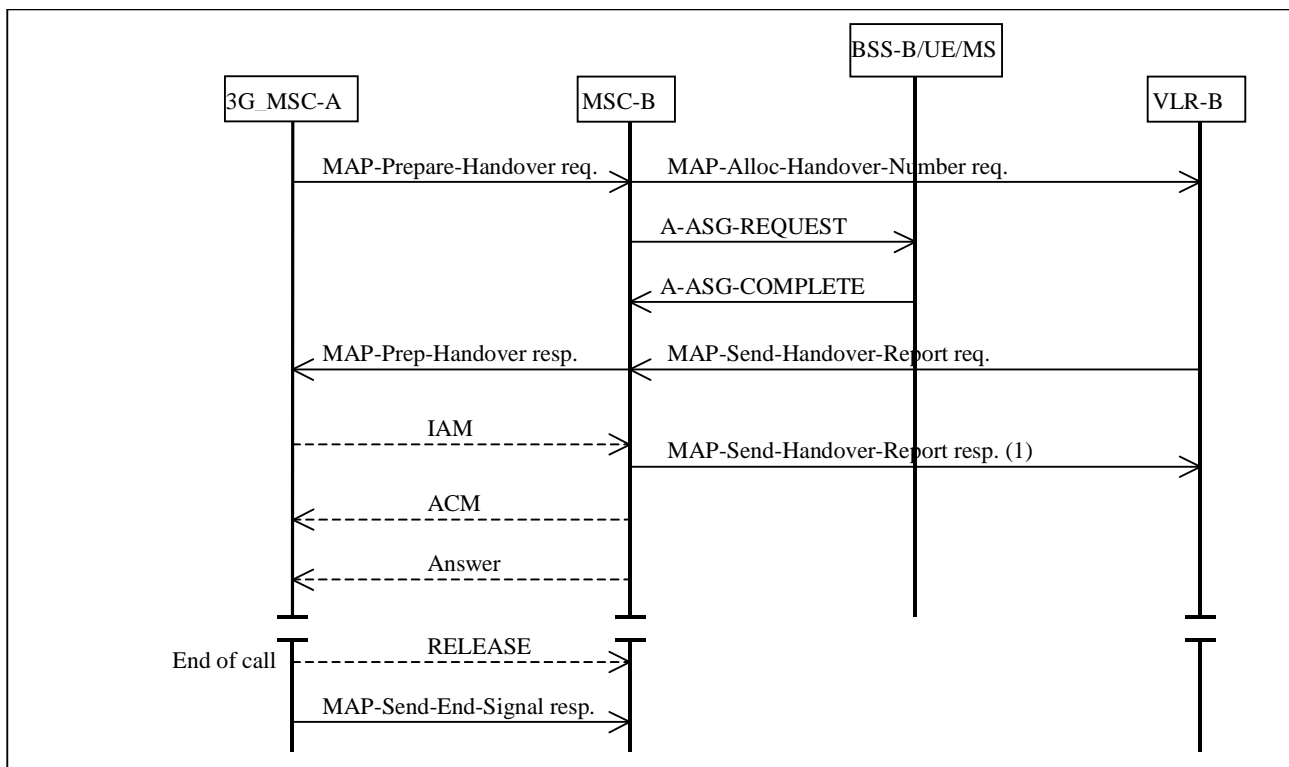 BSS-B/UE/MS
3G_MSC-A
MSC-B
VLR-B
MAP-Prepare-Handover req.
MAP-Alloc-Handover-Number req.
A-ASG-REQUEST
A-ASG-COMPLETE
MAP-Prep-Handover resp.
MAP-Send-Handover-Report req.
IAM
MAP-Send-Handover-Report resp. (1)
ACM
Answer
RELEASE
End of call
MAP-Send-End-Signal resp.